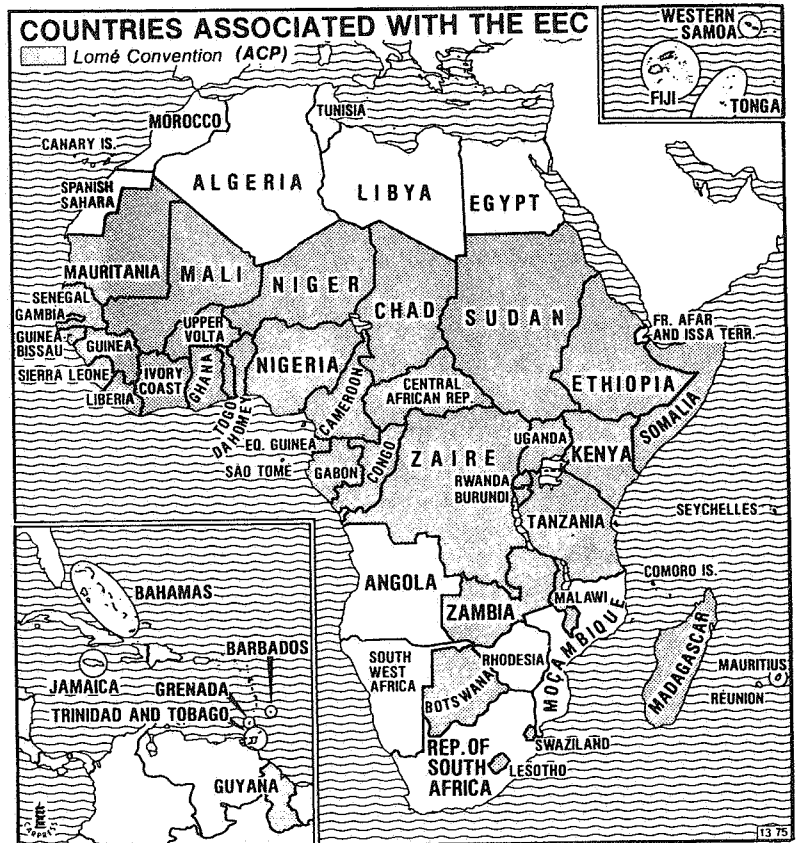 COUNTRIES ASSOCIATED WITH THE EEC
Lomé Convention (ACP)
WESTERN
SAMOA
FIJI
TONGA
MOROCCO
TUNISIA
CANARY IS.
ALGERIA
LIBYA
EGYPT
SPANISH
SAHARA
MAURITANIA
MALI
NIGER
CHAD
SUDAN
SENEGAL
GAMBIA
GUINEA
BISSAU
GUINEA
UPPER
VOLTA
FR. AFAR
AND ISSA TERR.
SIERRA LEONE
LIBERIA
IVORY
COAST
GHANA
TOGO
DAHOMEY
NIGERIA
CAMEROON
CENTRAL
AFRICAN REP.
ETHIOPIA
SOMALIA
EQ. GUINEA
SÃO TOMÉ
GABON
CONGO
ZAIRE
UGANDA
KENYA
RWANDA
BURUNDI
TANZANIA
SEYCHELLES
ANGOLA
ZAMBIA
MALAWI
COMORO IS.
MOÇAMBIQUE
MADAGASCAR
MAURITIUS
RÉUNION
SOUTH
WEST
AFRICA
BOTSWANA
RHODESIA
REP. OF
SOUTH
AFRICA
SWAZILAND
LESOTHO
BAHAMAS
BARBADOS
JAMAICA
GRENADA
TRINIDAD AND TOBAGO
GUYANA
13 75